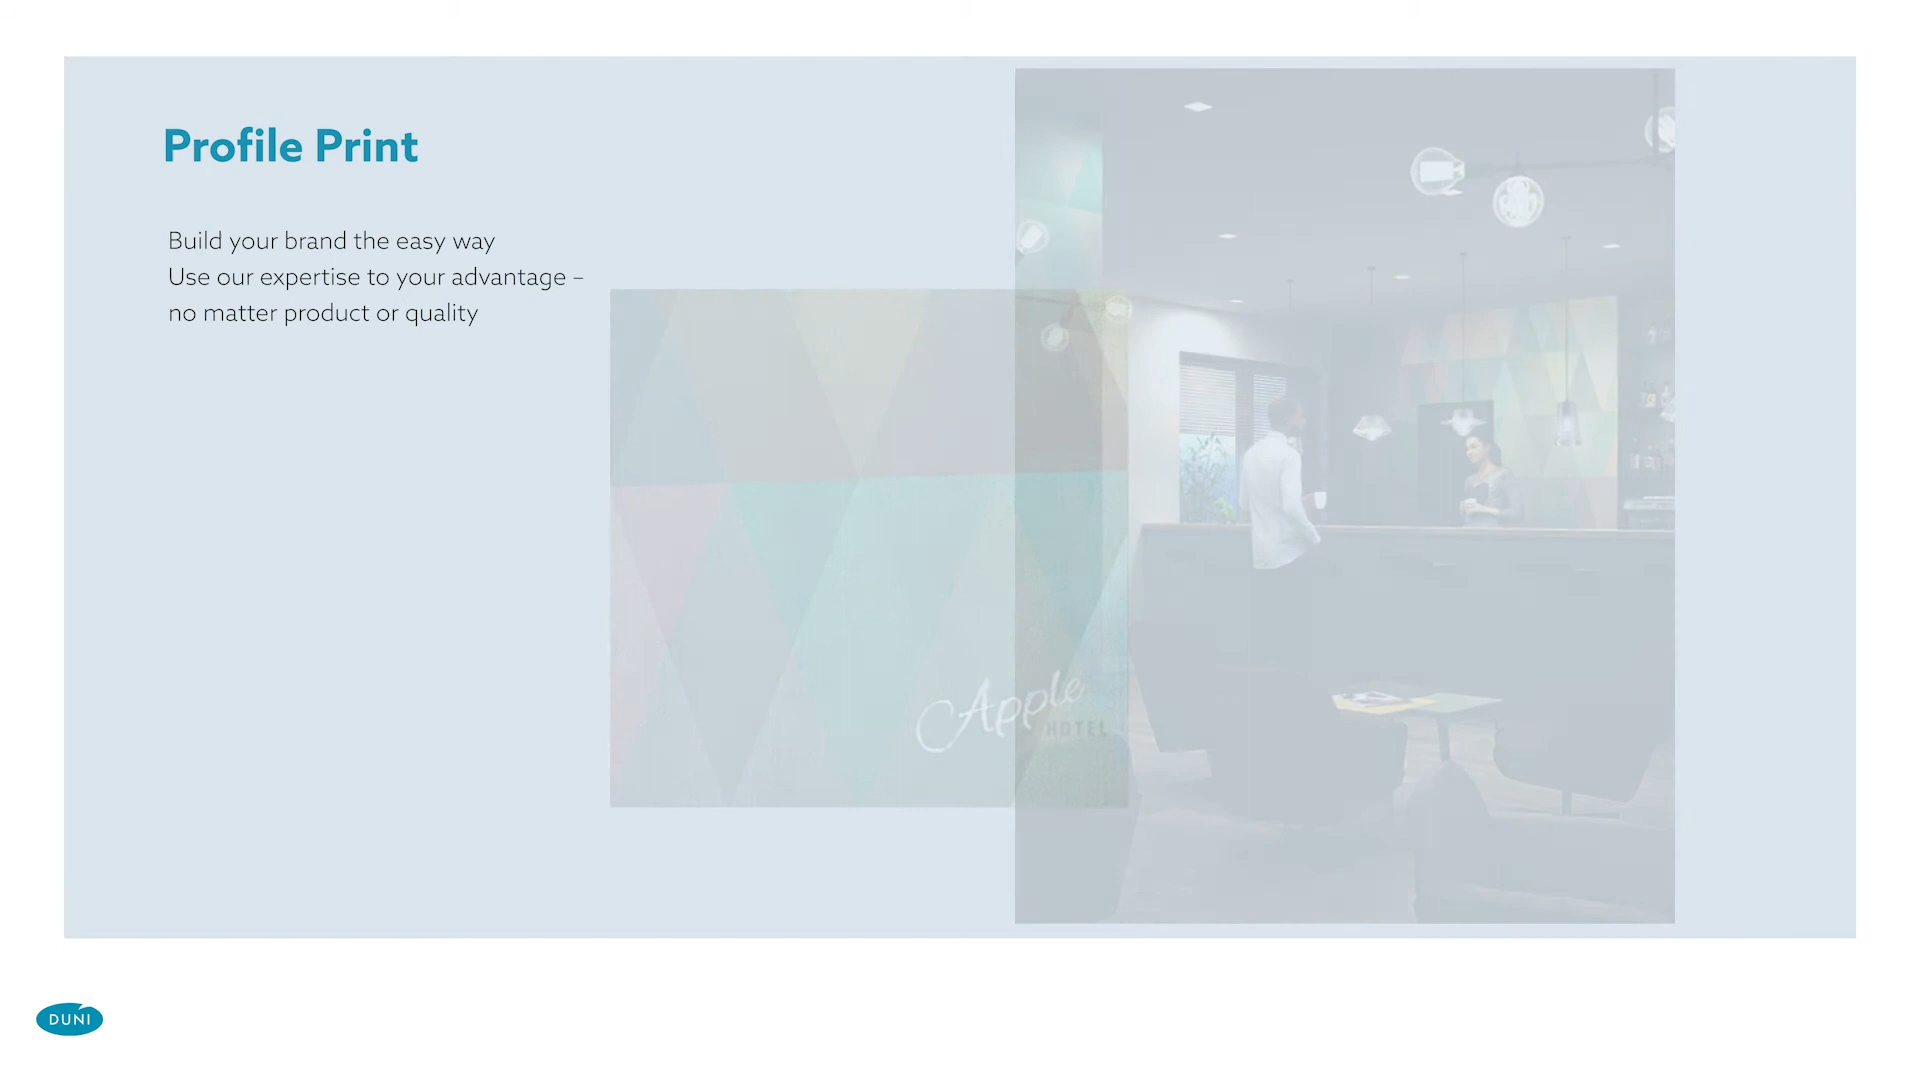 Profile Print
Build your brand the easy way
Use our expertise to your advantage –
no matter product or quality
Apple
HOTEL
DUNI